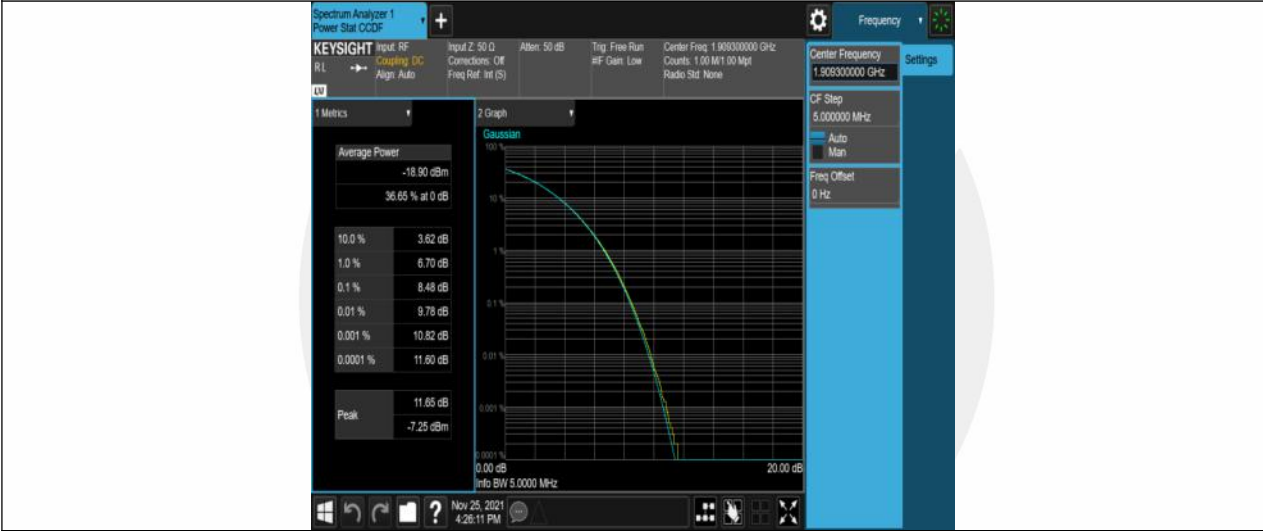 Spectrum Analyzer 1
Power Stat CCDF
+
Frequency
KEYSIGHT
Input: RF
Coupling: DC
Align: Auto
Input Z: 50 Ω
Corrections: Off
Freq Ref: Int (S)
Atten: 50 dB
Trig: Free Run
#IF Gain: Low
Center Freq: 1.909300000 GHz
Counts: 1.00 M/1.00 Mpt
Radio Std: None
RL
Center Frequency
1.909300000 GHz
Settings
CF Step
5.000000 MHz
Auto
Man
Freq Offset
0 Hz
1 Metrics
Average Power
-18.90 dBm
36.65 % at 0 dB
10.0 % 3.62 dB
1.0 % 6.70 dB
0.1 % 8.48 dB
0.01 % 9.78 dB
0.001 % 10.82 dB
0.0001 % 11.60 dB
Peak
11.65 dB
-7.25 dBm
2 Graph
Gaussian
100 %
10 %
1 %
0.1 %
0.01 %
0.001 %
0.0001 %
0.00 dB 20.00 dB
Info BW 5.0000 MHz
?
Nov 25, 2021
4:26:11 PM